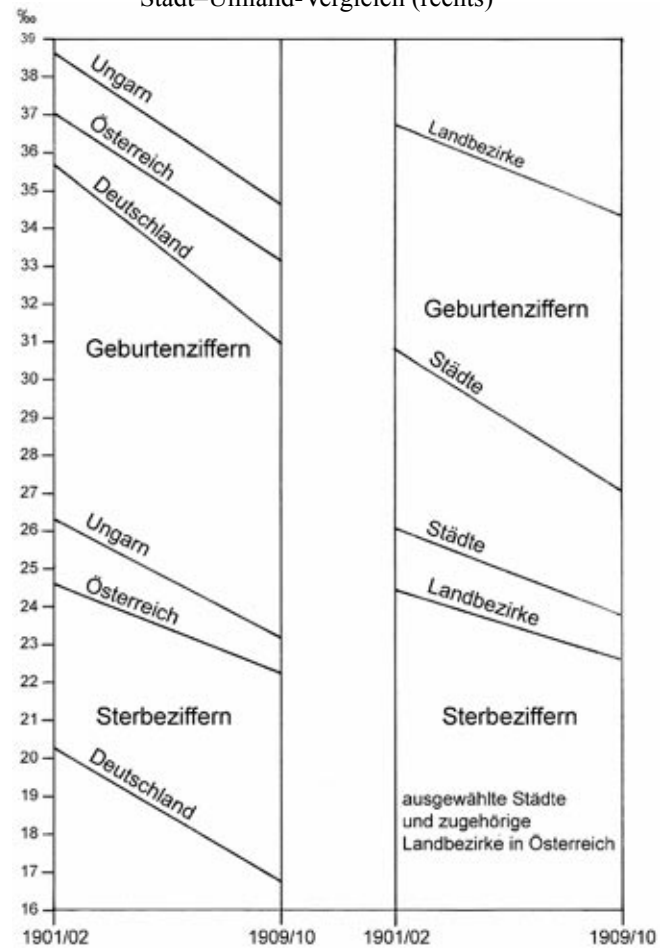 Stadt–Umland-Vergleich (rechts)
‰
39
38
37
36
35
34
33
32
31
30
29
28
27
26
25
24
23
22
21
20
19
18
17
16
Ungarn
Österreich
Deutschland
Geburtenziffern
Ungarn
Österreich
Sterbeziffern
Deutschland
Landbezirke
Geburtenziffern
Städte
Städte
Landbezirke
Sterbeziffern
ausgewählte Städte
und zugehörige
Landbezirke in Österreich
1901/02 1909/10 1901/02 1909/10